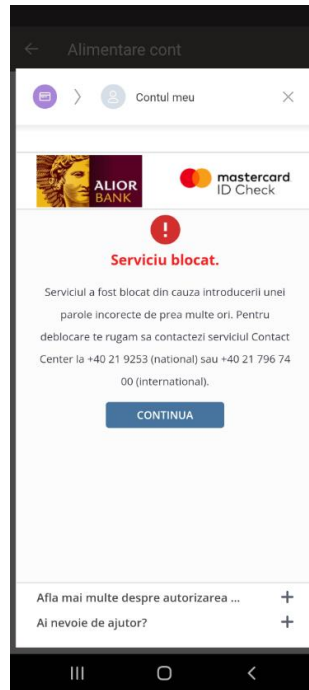 Alimentare cont
Contul meu
ALIOR
BANK
mastercard
ID Check
Serviciu blocat.
Serviciul a fost blocat din cauza introducerii unei
parole incorecte de prea multe ori. Pentru
deblocare te rugam sa contactezi serviciul Contact
Center la +40 21 9253 (national) sau +40 21 796 74
00 (international).
CONTINUA
Afla mai multe despre autorizarea ...
Ai nevoie de ajutor?